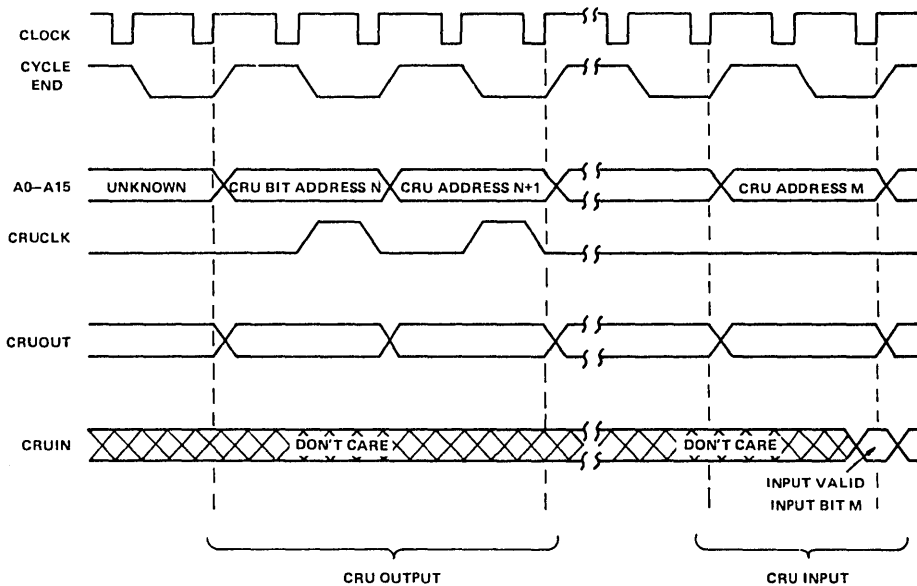 CLOCK
CYCLE
END
A0–A15
UNKNOWN
CRU BIT ADDRESS N
CRU ADDRESS N+1
CRU ADDRESS M
CRUCLK
CRUOUT
CRUIN
DON'T CARE
DON'T CARE
INPUT VALID
INPUT BIT M
CRU OUTPUT
CRU INPUT